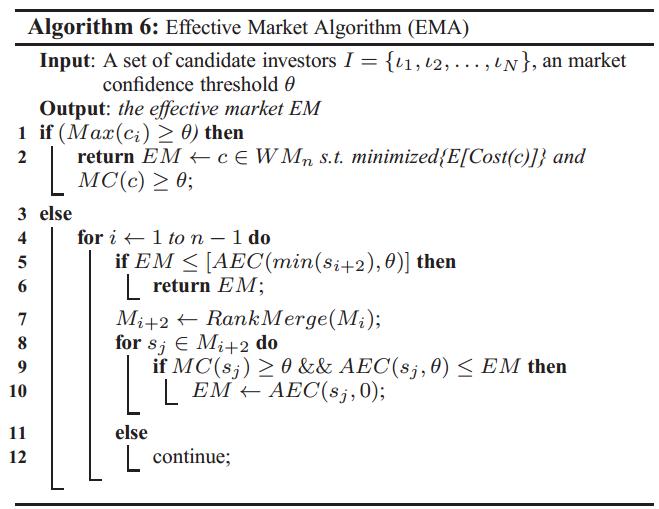 Algorithm 6: Effective Market Algorithm (EMA)
Input: A set of candidate investors I = {ι1, ι2, . . . , ιN}, an market
confidence threshold θ
Output: the effective market EM
1 if (Max(ci) ≥ θ) then
2 return EM ← c ∈ WMn s.t. minimized{E[Cost(c)]} and
MC(c) ≥ θ;
3 else
4 for i ← 1 to n − 1 do
5 if EM ≤ [AEC(min(si+2), θ)] then
6 return EM;
7 Mi+2 ← RankMerge(Mi);
8 for sj ∈ Mi+2 do
9 if MC(sj) ≥ θ && AEC(sj, θ) ≤ EM then
10 EM ← AEC(sj, 0);
11 else
12 continue;